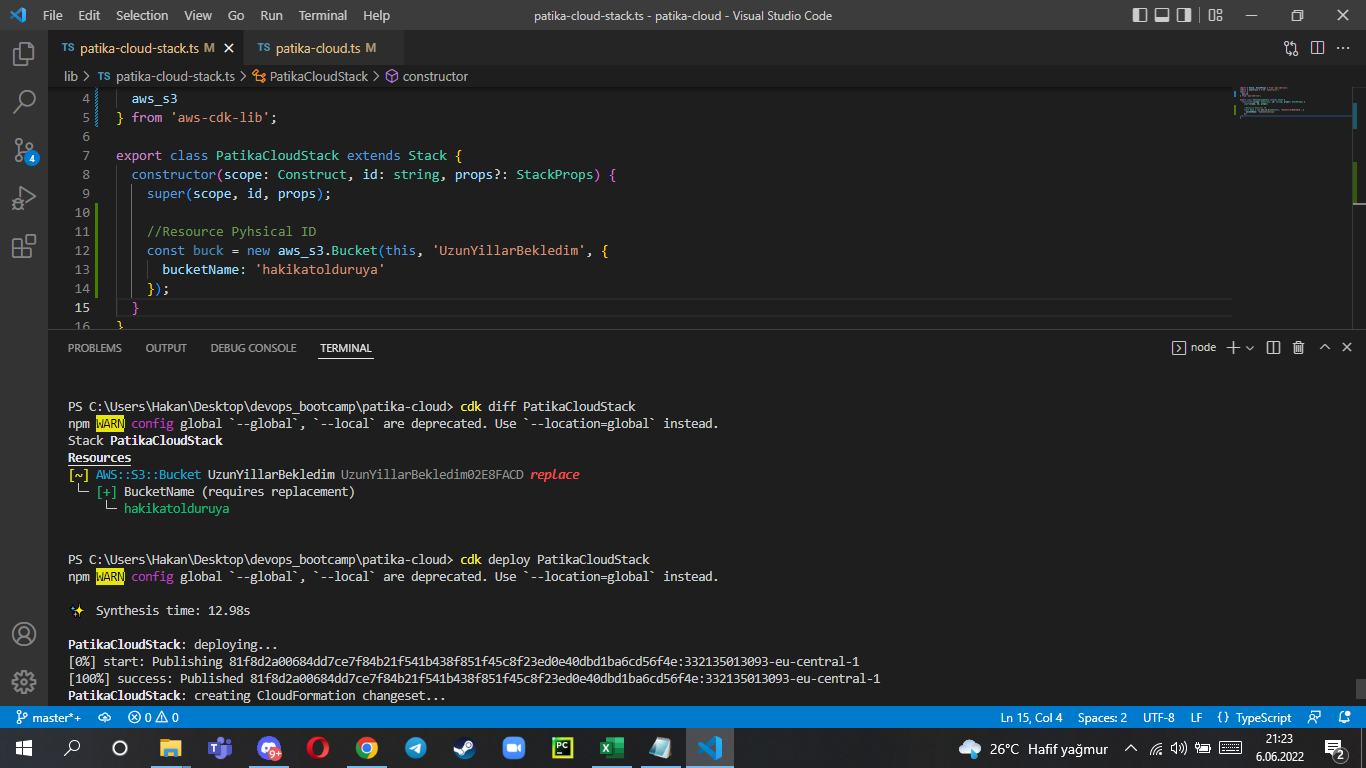 File Edit Selection View Go Run Terminal Help
patika-cloud-stack.ts - patika-cloud - Visual Studio Code
TS patika-cloud-stack.ts M
TS patika-cloud.ts M
lib > TS patika-cloud-stack.ts > PatikaCloudStack > constructor
4 aws_s3
5 } from 'aws-cdk-lib';
6
7 export class PatikaCloudStack extends Stack {
8 constructor(scope: Construct, id: string, props?: StackProps) {
9 super(scope, id, props);
10
11 //Resource Pyhsical ID
12 const buck = new aws_s3.Bucket(this, 'UzunYillarBekledim', {
13 bucketName: 'hakikatolduruya'
14 });
15 }
16 }
4
PROBLEMS OUTPUT DEBUG CONSOLE TERMINAL
node
PS C:\Users\Hakan\Desktop\devops_bootcamp\patika-cloud> cdk diff PatikaCloudStack
npm WARN config global `--global`, `--local` are deprecated. Use `--location=global` instead.
Stack PatikaCloudStack
Resources
[~] AWS::S3::Bucket UzunYillarBekledim UzunYillarBekledim02E8FACD replace
└─ [+] BucketName (requires replacement)
└─ hakikatolduruya
PS C:\Users\Hakan\Desktop\devops_bootcamp\patika-cloud> cdk deploy PatikaCloudStack
npm WARN config global `--global`, `--local` are deprecated. Use `--location=global` instead.
✨ Synthesis time: 12.98s
PatikaCloudStack: deploying...
[0%] start: Publishing 81f8d2a00684dd7ce7f84b21f541b438f851f45c8f23ed0e40dbd1ba6cd56f4e:332135013093-eu-central-1
[100%] success: Published 81f8d2a00684dd7ce7f84b21f541b438f851f45c8f23ed0e40dbd1ba6cd56f4e:332135013093-eu-central-1
PatikaCloudStack: creating CloudFormation changeset...
master*+ 0 0
Ln 15, Col 4 Spaces: 2 UTF-8 LF {} TypeScript
9+
PC
26°C Hafif yağmur
21:23
6.06.2022
2